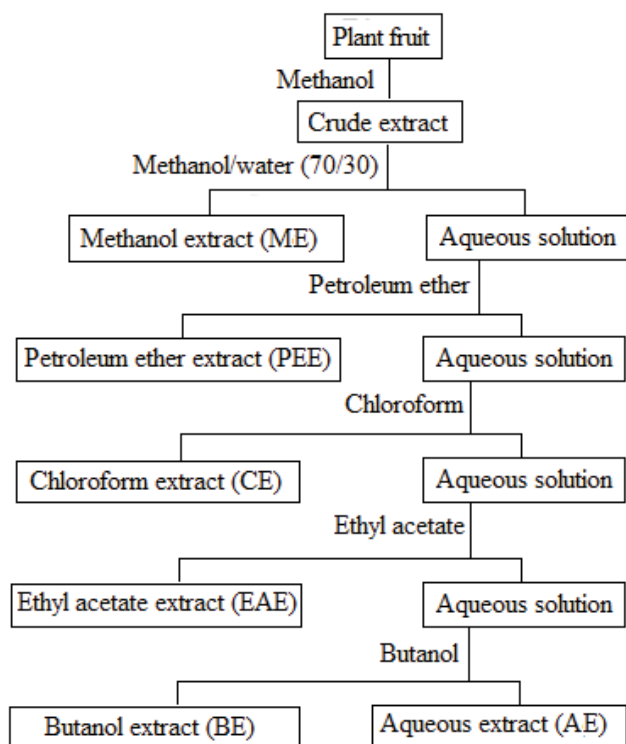 Plant fruit
Methanol
Crude extract
Methanol/water (70/30)
Methanol extract (ME)
Aqueous solution
Petroleum ether
Petroleum ether extract (PEE)
Aqueous solution
Chloroform
Chloroform extract (CE)
Aqueous solution
Ethyl acetate
Ethyl acetate extract (EAE)
Aqueous solution
Butanol
Butanol extract (BE)
Aqueous extract (AE)